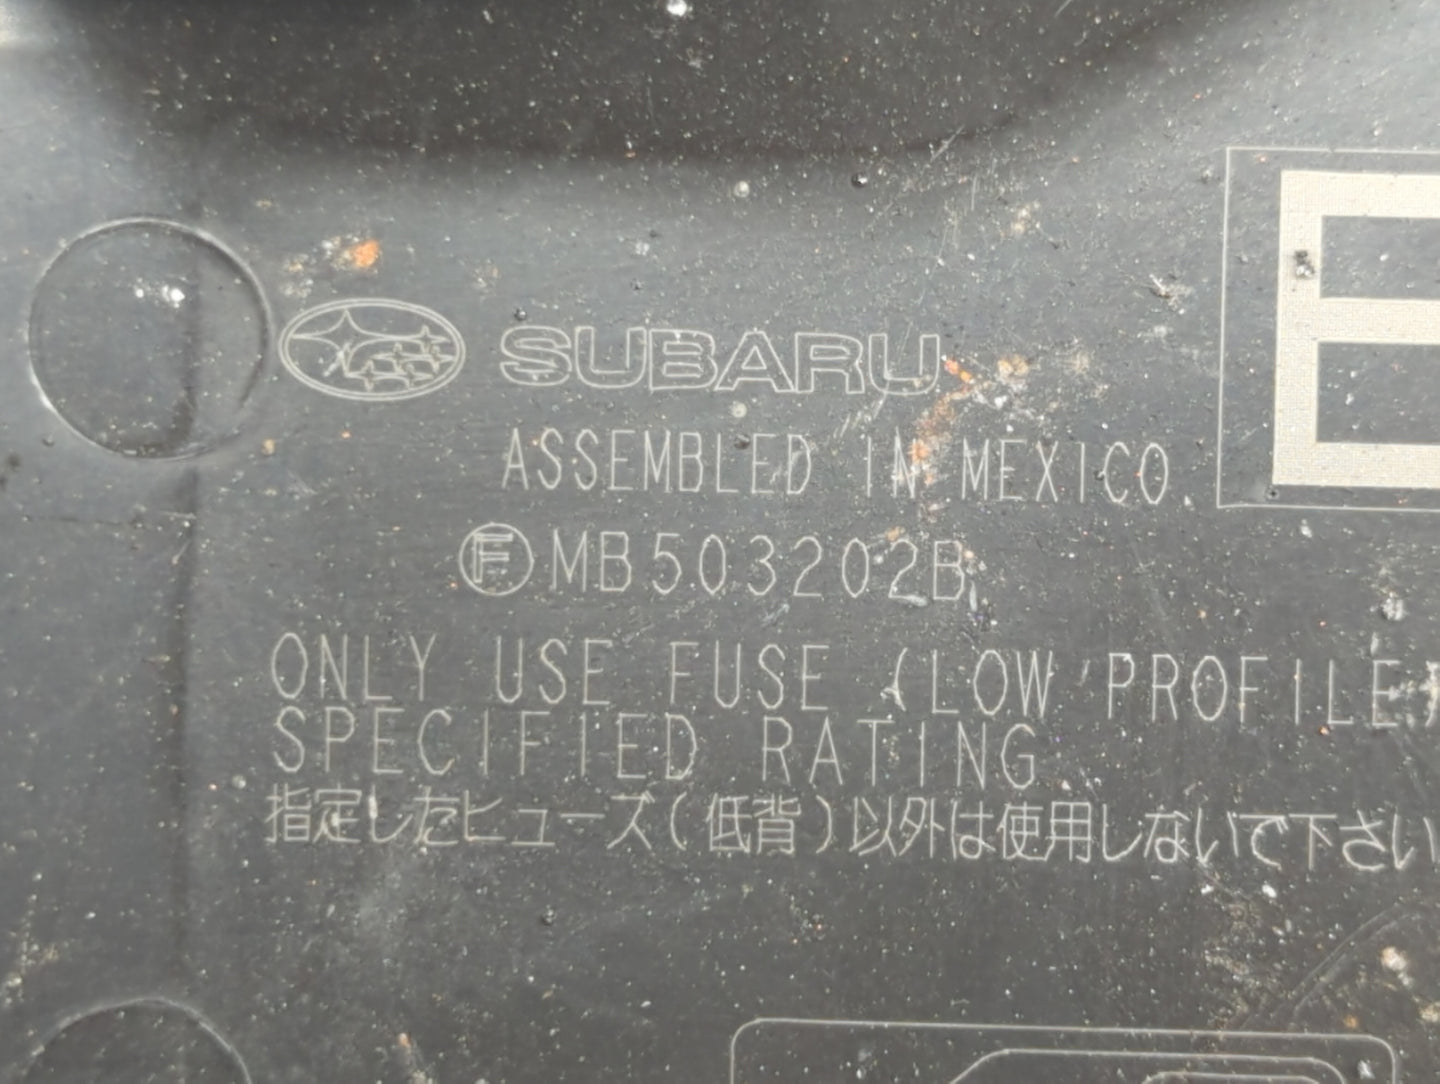 SUBARU
E
ASSEMBLED IN MEXICO
Ⓕ MB503202B
ONLY USE FUSE (LOW PROFILE)
SPECIFIED RATING
指定したヒューズ(低背)以外は使用しないで下さい